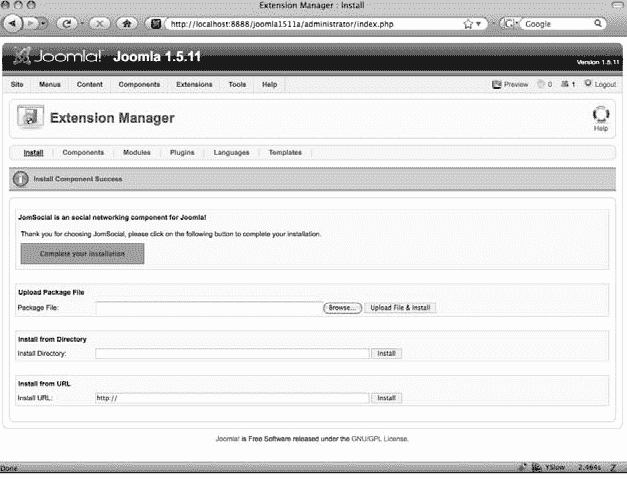 Extension Manager : Install
http://localhost:8888/joomla1511a/administrator/index.php
Google
Joomla! Joomla 1.5.11
Version 1.5.11
Site Menus Content Components Extensions Tools Help Preview 0 1 Logout
Extension Manager
Help
Install Components Modules Plugins Languages Templates
Install Component Success
JomSocial is an social networking component for Joomla!
Thank you for choosing JomSocial, please click on the following button to complete your installation.
Complete your installation
Upload Package File
Package File: Browse... Upload File & Install
Install from Directory
Install Directory: Install
Install from URL
Install URL: http:// Install
Joomla! is Free Software released under the GNU/GPL License.
Done YSlow 2.464s